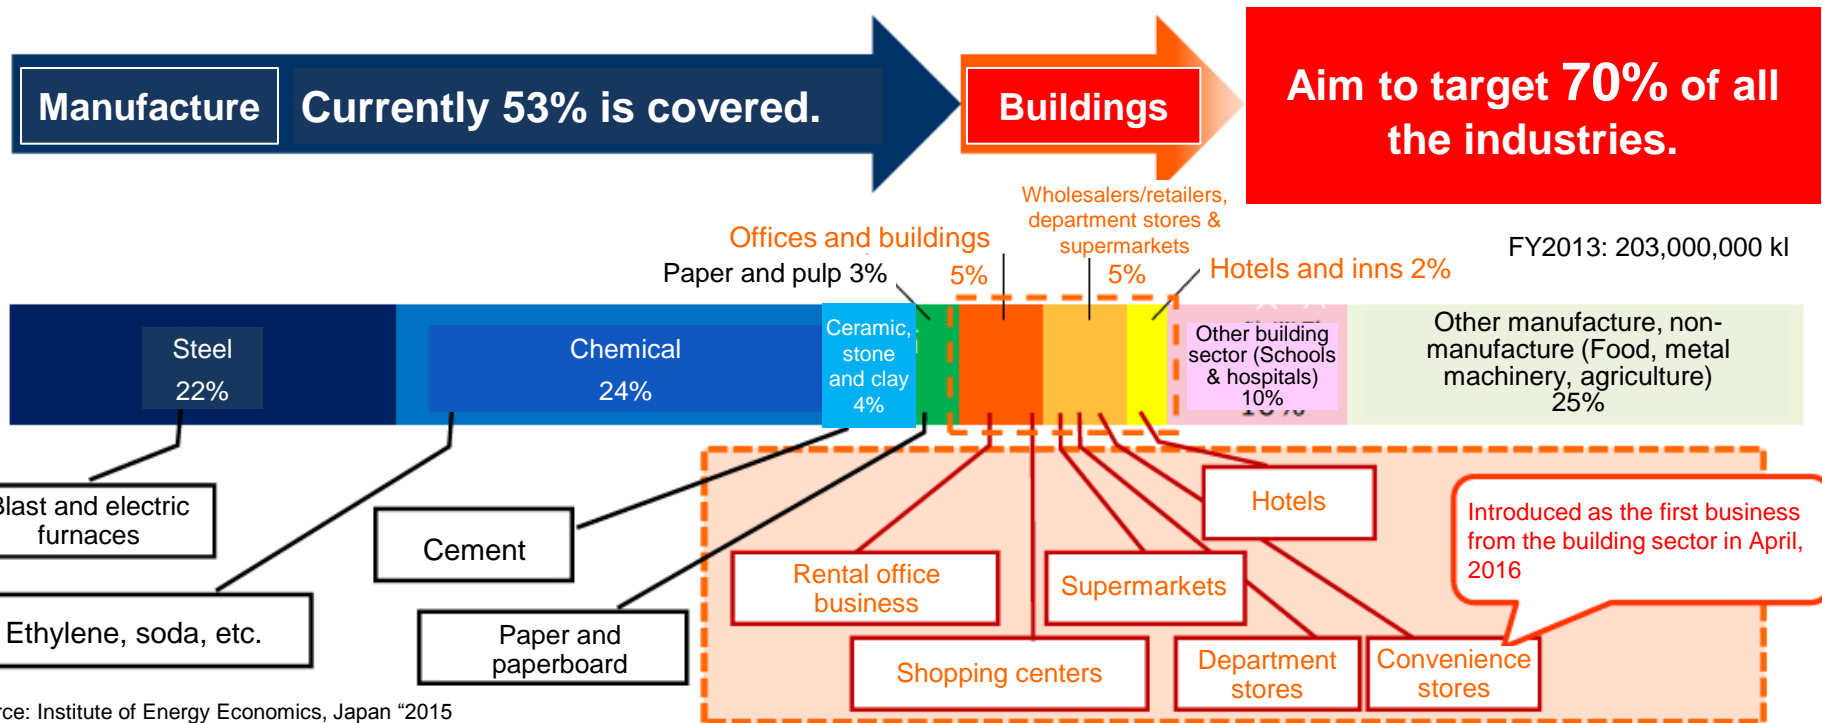 Manufacture
Currently 53% is covered.
Buildings
Aim to target 70% of all
the industries.
Wholesalers/retailers,
department stores &
supermarkets
5%
Offices and buildings
5%
Paper and pulp 3%
Hotels and inns 2%
FY2013: 203,000,000 kl
Steel
22%
Chemical
24%
Ceramic,
stone
and clay
4%
Other building
sector (Schools
& hospitals)
10%
Other manufacture, non-
manufacture (Food, metal
machinery, agriculture)
25%
Blast and electric
furnaces
Ethylene, soda, etc.
Cement
Paper and
paperboard
Rental office
business
Shopping centers
Supermarkets
Department
stores
Convenience
stores
Hotels
Introduced as the first business
from the building sector in April,
2016
rce: Institute of Energy Economics, Japan “2015